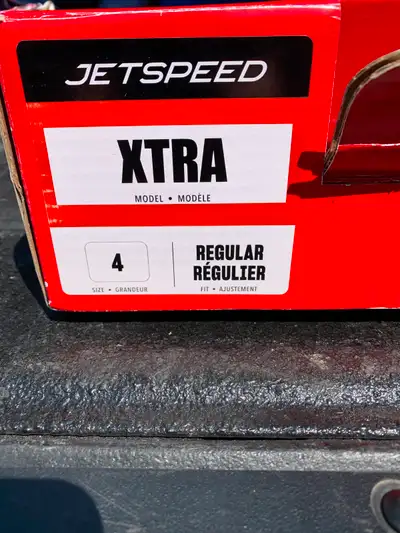 JETSPEED
XTRA
MODEL • MODÈLE
4
SIZE • GRANDEUR
REGULAR
RÉGULIER
FIT • AJUSTEMENT